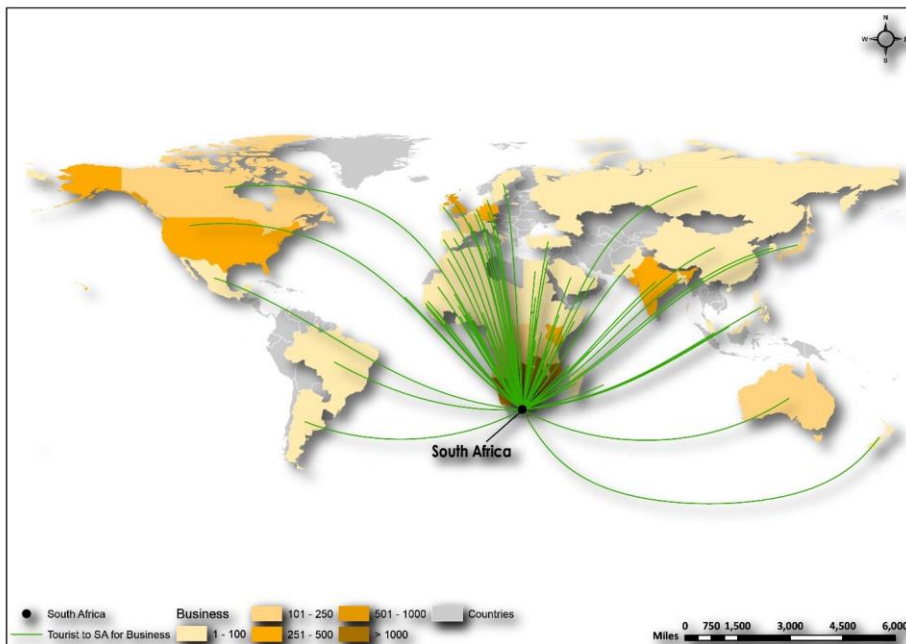 N
W
S
South Africa
South Africa
Tourist to SA for Business
Business
1 - 100
101 - 250
251 - 500
501 - 1000
> 1000
Countries
Miles
0 750 1,500 3,000 4,500 6,000